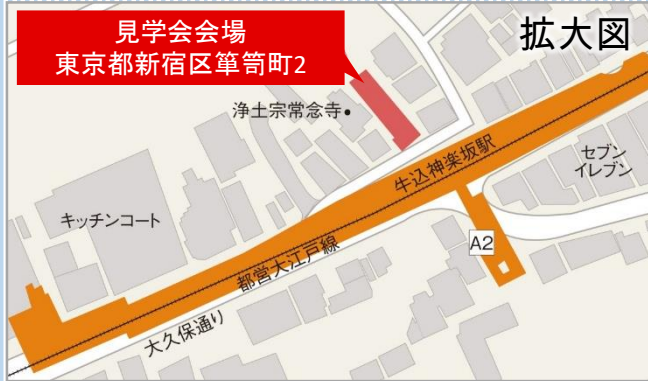 見学会会場
東京都新宿区箪笥町2
拡大図
浄土宗常念寺
牛込神楽坂駅
セブン
イレブン
キッチンコート
A2
都営大江戸線
大久保通り